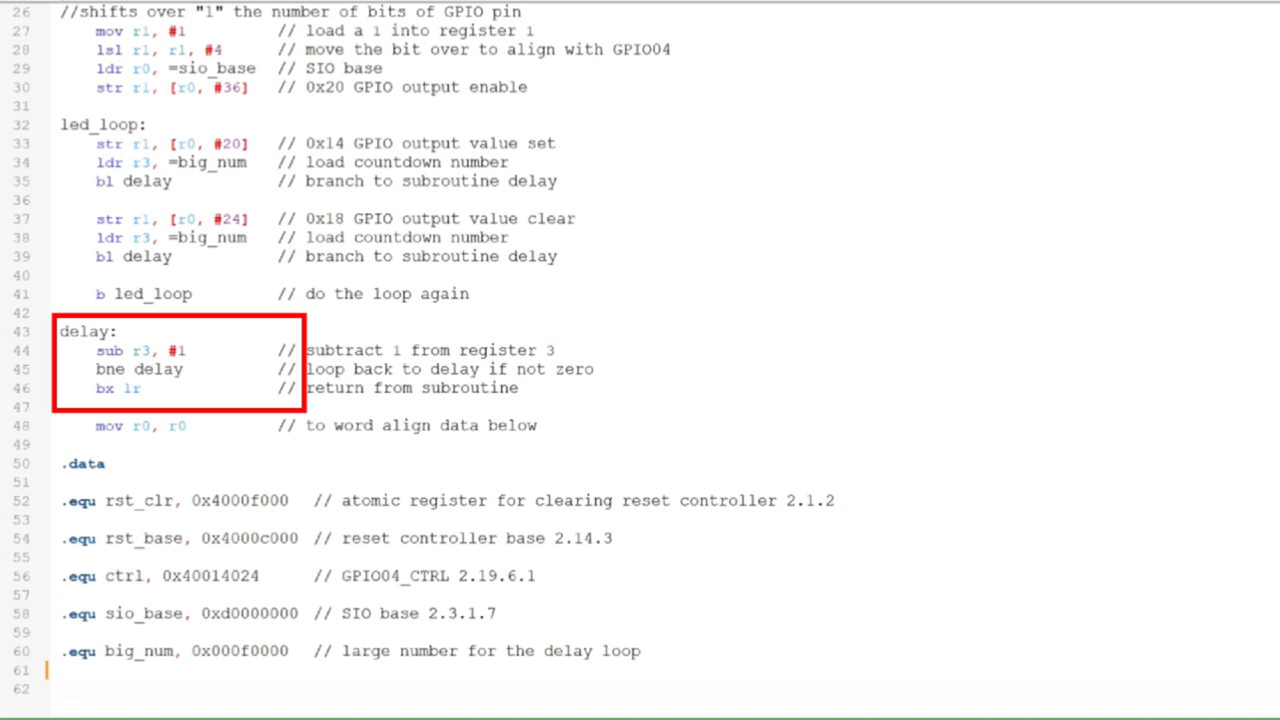 26 //shifts over "1" the number of bits of GPIO pin
27 mov r1, #1 // load a 1 into register 1
28 lsl r1, r1, #4 // move the bit over to align with GPIO04
29 ldr r0, =sio_base // SIO base
30 str r1, [r0, #36] // 0x20 GPIO output enable
31
32 led_loop:
33 str r1, [r0, #20] // 0x14 GPIO output value set
34 ldr r3, =big_num // load countdown number
35 bl delay // branch to subroutine delay
36
37 str r1, [r0, #24] // 0x18 GPIO output value clear
38 ldr r3, =big_num // load countdown number
39 bl delay // branch to subroutine delay
40
41 b led_loop // do the loop again
42
43 delay:
44 sub r3, #1 // subtract 1 from register 3
45 bne delay // loop back to delay if not zero
46 bx lr // return from subroutine
47
48 mov r0, r0 // to word align data below
49
50 .data
51
52 .equ rst_clr, 0x4000f000 // atomic register for clearing reset controller 2.1.2
53
54 .equ rst_base, 0x4000c000 // reset controller base 2.14.3
55
56 .equ ctrl, 0x40014024 // GPIO04_CTRL 2.19.6.1
57
58 .equ sio_base, 0xd0000000 // SIO base 2.3.1.7
59
60 .equ big_num, 0x000f0000 // large number for the delay loop
61
62